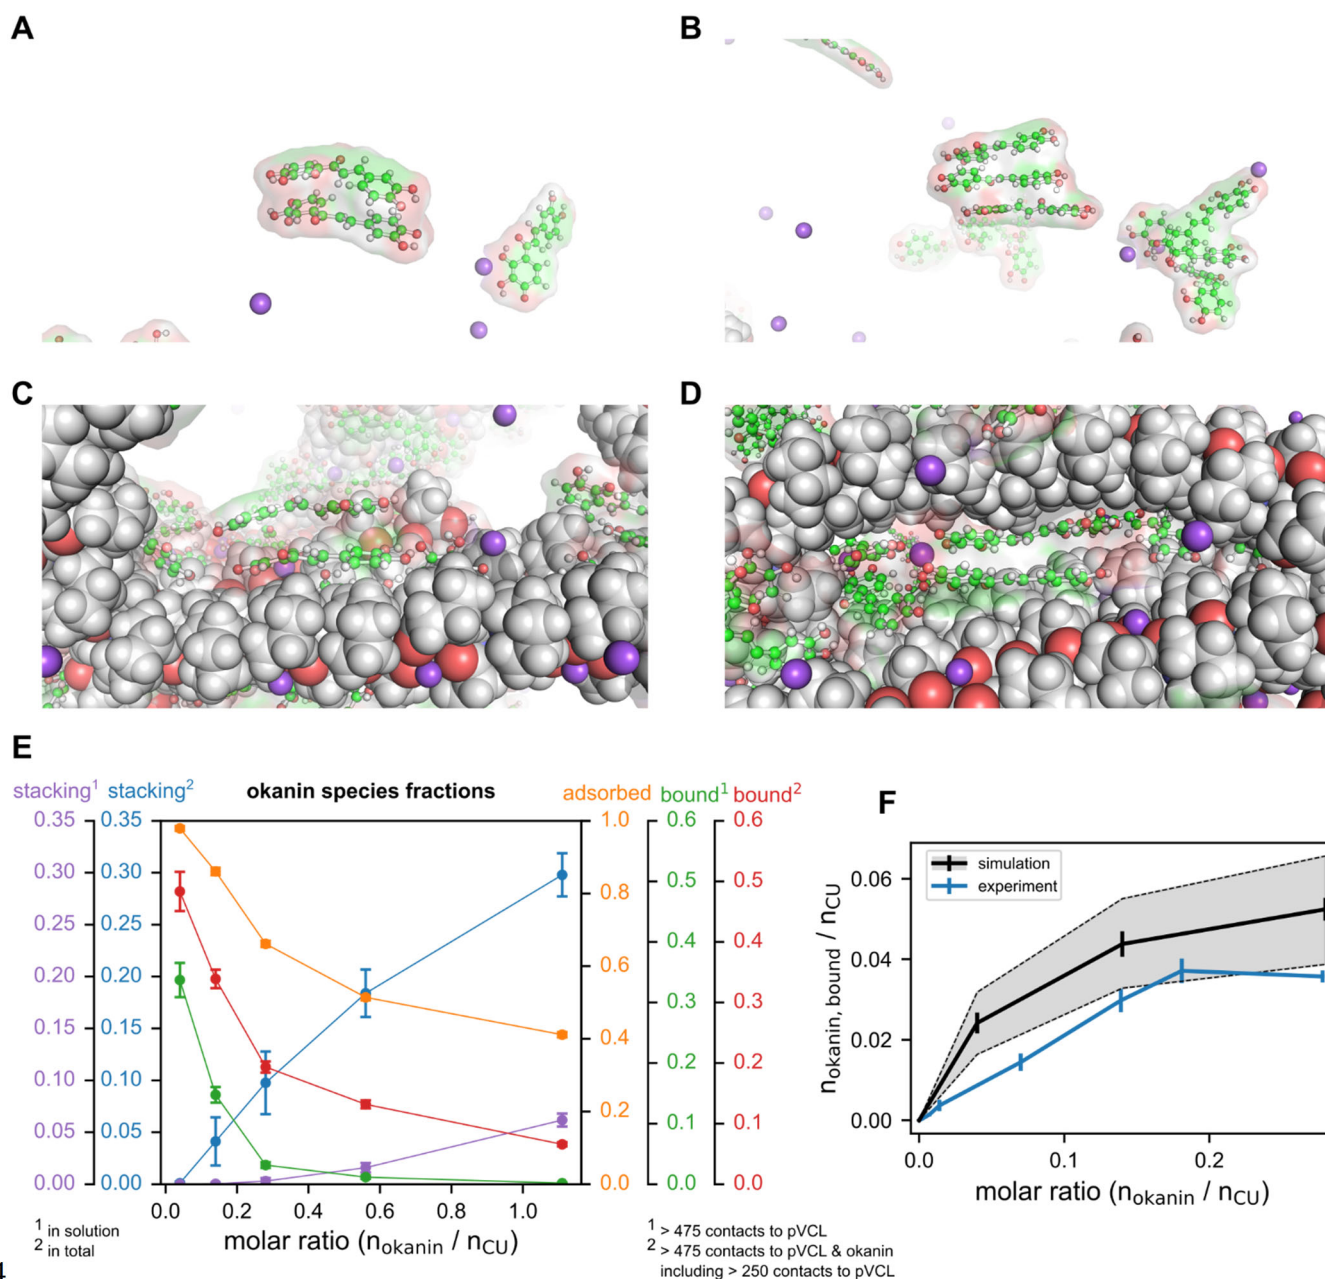 A
B
C
D
E
stacking¹ stacking² okanin species fractions adsorbed bound¹ bound²
0.35 0.35 1.0 0.6 0.6
0.30 0.30 0.8 0.5 0.5
0.25 0.25 0.6 0.4 0.4
0.20 0.20 0.4 0.3 0.3
0.15 0.15 0.2 0.2 0.2
0.10 0.10 0.0 0.1 0.1
0.05 0.05 0.0 0.0
0.00 0.00
0.0 0.2 0.4 0.6 0.8 1.0
molar ratio (n_okanin / n_CU)
¹ in solution
² in total
¹ > 475 contacts to pVCL
² > 475 contacts to pVCL & okanin
including > 250 contacts to pVCL
F
simulation
experiment
n_okanin, bound / n_CU
0.06
0.04
0.02
0.00
0.0 0.1 0.2
molar ratio (n_okanin / n_CU)